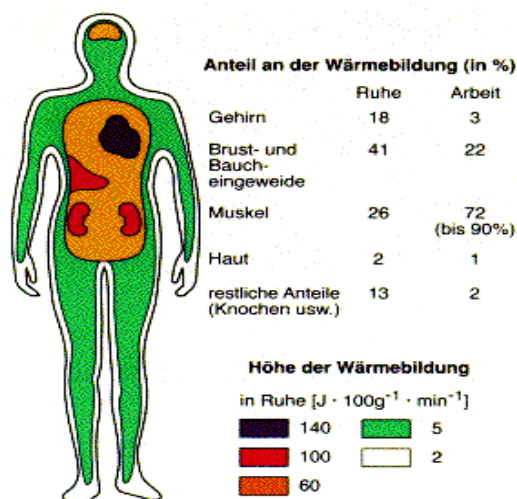 Anteil an der Wärmebildung (in %)
Ruhe Arbeit
Gehirn 18 3
Brust- und 41 22
Bauch-
eingeweide
Muskel 26 72
(bis 90%)
Haut 2 1
restliche Anteile 13 2
(Knochen usw.)
Höhe der Wärmebildung
in Ruhe [J · 100g⁻¹ · min⁻¹]
140 5
100 2
60